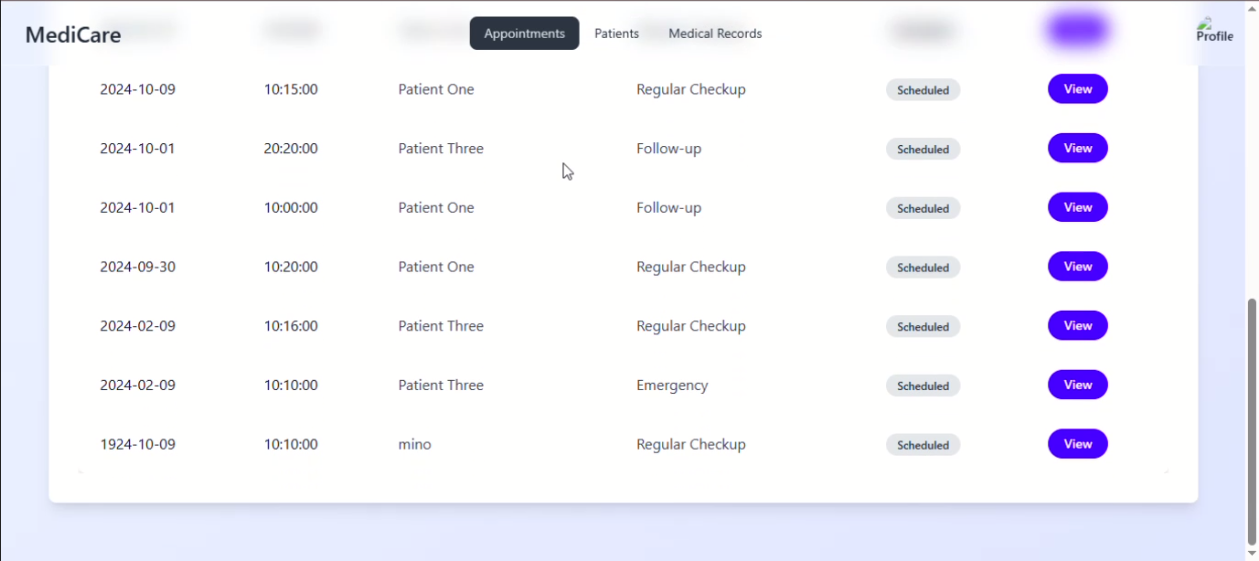 MediCare Appointments Patients Medical Records Profile
2024-10-09 10:15:00 Patient One Regular Checkup Scheduled View
2024-10-01 20:20:00 Patient Three Follow-up Scheduled View
2024-10-01 10:00:00 Patient One Follow-up Scheduled View
2024-09-30 10:20:00 Patient One Regular Checkup Scheduled View
2024-02-09 10:16:00 Patient Three Regular Checkup Scheduled View
2024-02-09 10:10:00 Patient Three Emergency Scheduled View
1924-10-09 10:10:00 mino Regular Checkup Scheduled View